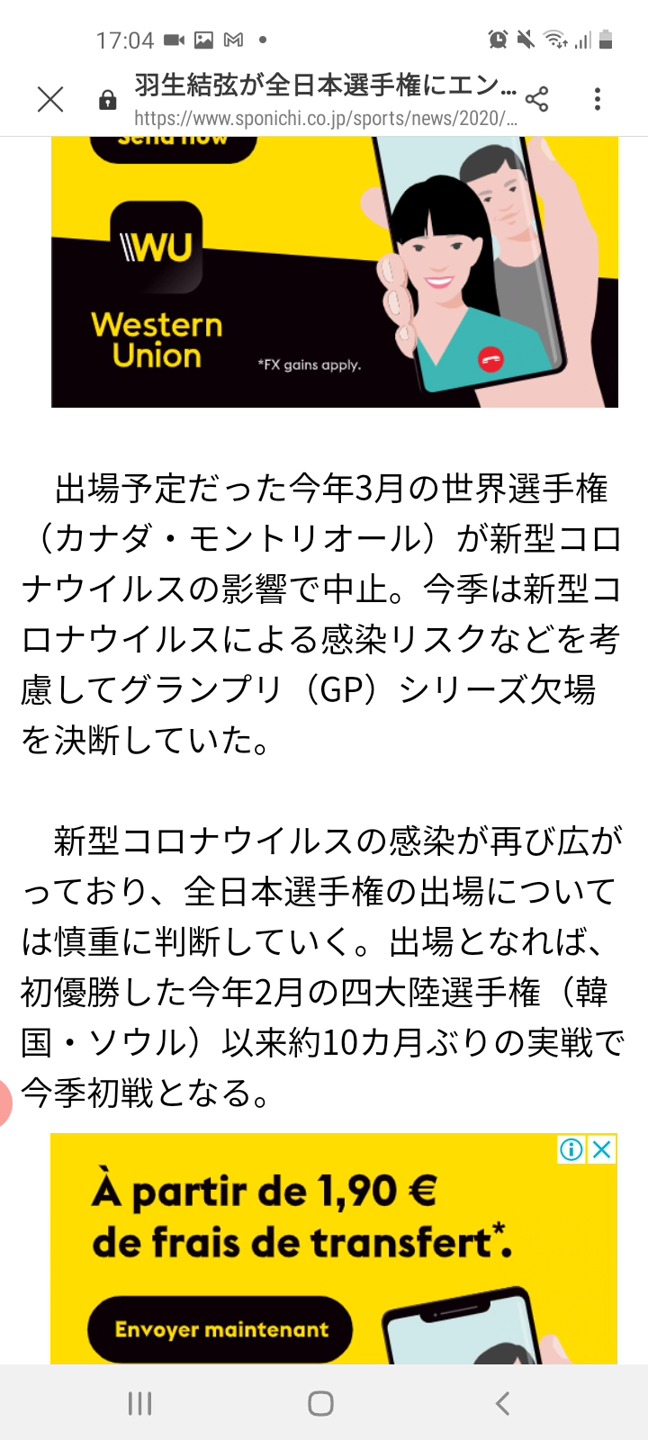 17:04
羽生結弦が全日本選手権にエン...
https://www.sponichi.co.jp/sports/news/2020/...
Send now
WU
Western
Union
*FX gains apply.
出場予定だった今年3月の世界選手権
（カナダ・モントリオール）が新型コロ
ナウイルスの影響で中止。今季は新型コ
ロナウイルスによる感染リスクなどを考
慮してグランプリ（GP）シリーズ欠場
を決断していた。
新型コロナウイルスの感染が再び広が
っており、全日本選手権の出場について
は慎重に判断していく。出場となれば、
初優勝した今年2月の四大陸選手権（韓
国・ソウル）以来約10カ月ぶりの実戦で
今季初戦となる。
À partir de 1,90 €
de frais de transfert*.
Envoyer maintenant